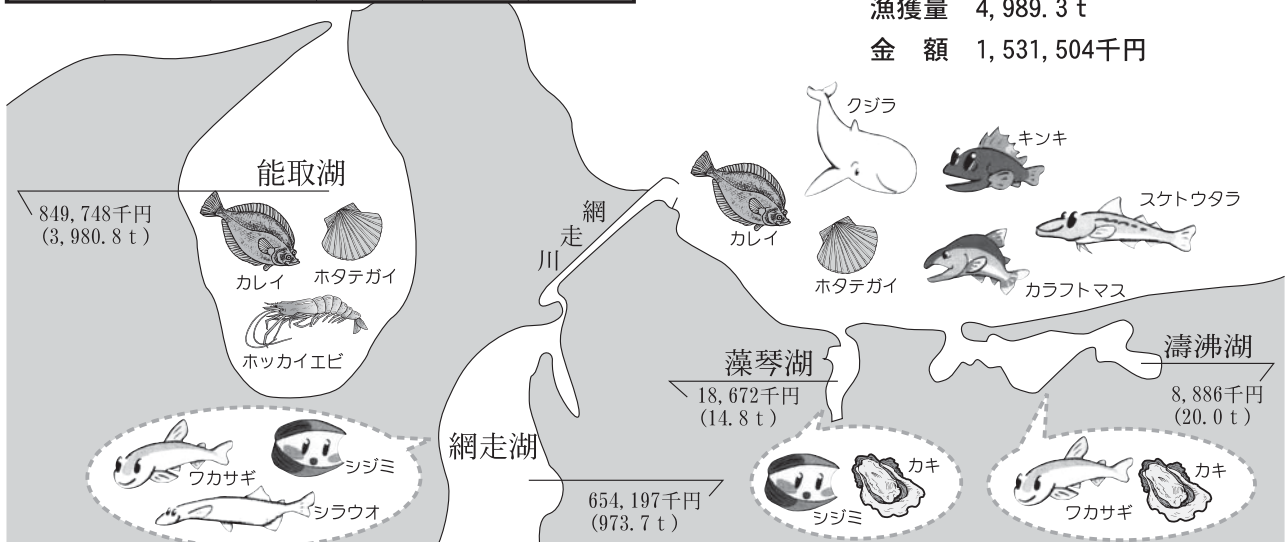 漁獲量 4,989.3ｔ
金 額 1,531,504千円
クジラ
キンキ
スケトウタラ
カレイ
ホタテガイ
カラフトマス
能取湖
849,748千円
(3,980.8ｔ)
カレイ
ホタテガイ
ホッカイエビ
網走川
藻琴湖
18,672千円
(14.8ｔ)
濤沸湖
8,886千円
(20.0ｔ)
網走湖
654,197千円
(973.7ｔ)
ワカサギ
シジミ
シラウオ
シジミ
カキ
ワカサギ
カキ